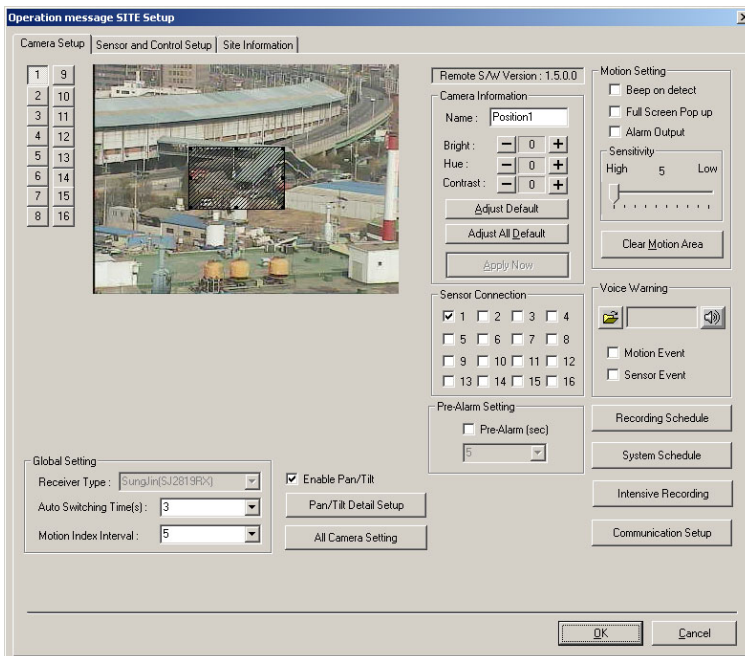 Operation message SITE Setup
Camera Setup
Sensor and Control Setup
Site Information
1 9
2 10
3 11
4 12
5 13
6 14
7 15
8 16
Remote S/W Version : 1.5.0.0
Camera Information
Name : Position1
Bright : 0
Hue : 0
Contrast : 0
Adjust Default
Adjust All Default
Apply Now
Sensor Connection
1 2 3 4
5 6 7 8
9 10 11 12
13 14 15 16
Pre-Alarm Setting
Pre-Alarm (sec)
5
Motion Setting
Beep on detect
Full Screen Pop up
Alarm Output
Sensitivity
High 5 Low
Clear Motion Area
Voice Warning
Motion Event
Sensor Event
Recording Schedule
System Schedule
Intensive Recording
Communication Setup
Global Setting
Receiver Type : SungJin(SJ2819RX)
Auto Switching Time(s) : 3
Motion Index Interval : 5
Enable Pan/Tilt
Pan/Tilt Detail Setup
All Camera Setting
OK
Cancel